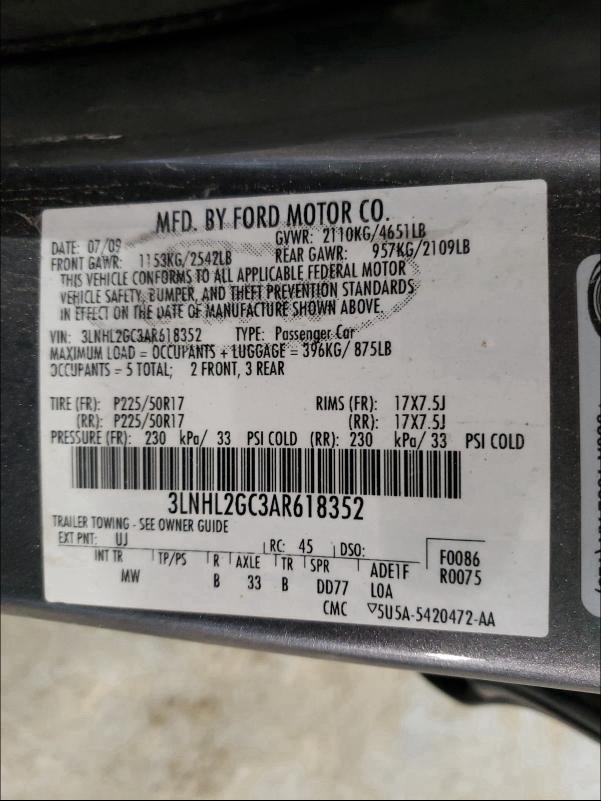 MFD. BY FORD MOTOR CO.
DATE: 07/09 GVWR: 2110KG/4651LB
FRONT GAWR: 1153KG/2542LB REAR GAWR: 957KG/2109LB
THIS VEHICLE CONFORMS TO ALL APPLICABLE FEDERAL MOTOR
VEHICLE SAFETY, BUMPER, AND THEFT PREVENTION STANDARDS
IN EFFECT ON THE DATE OF MANUFACTURE SHOWN ABOVE.
VIN: 3LNHL2GC3AR618352 TYPE: Passenger Car
MAXIMUM LOAD = OCCUPANTS + LUGGAGE = 396KG/ 875LB
OCCUPANTS = 5 TOTAL; 2 FRONT, 3 REAR
TIRE (FR): P225/50R17 RIMS (FR): 17X7.5J
(RR): P225/50R17 (RR): 17X7.5J
PRESSURE (FR): 230 kPa/ 33 PSI COLD (RR): 230 kPa/ 33 PSI COLD
3LNHL2GC3AR618352
TRAILER TOWING - SEE OWNER GUIDE
EXT PNT: UJ RC: 45 DSO: F0086
INT TR TP/PS R AXLE TR SPR ADE1F R0075
MW B 33 B DD77 LOA
CMC 5U5A-5420472-AA